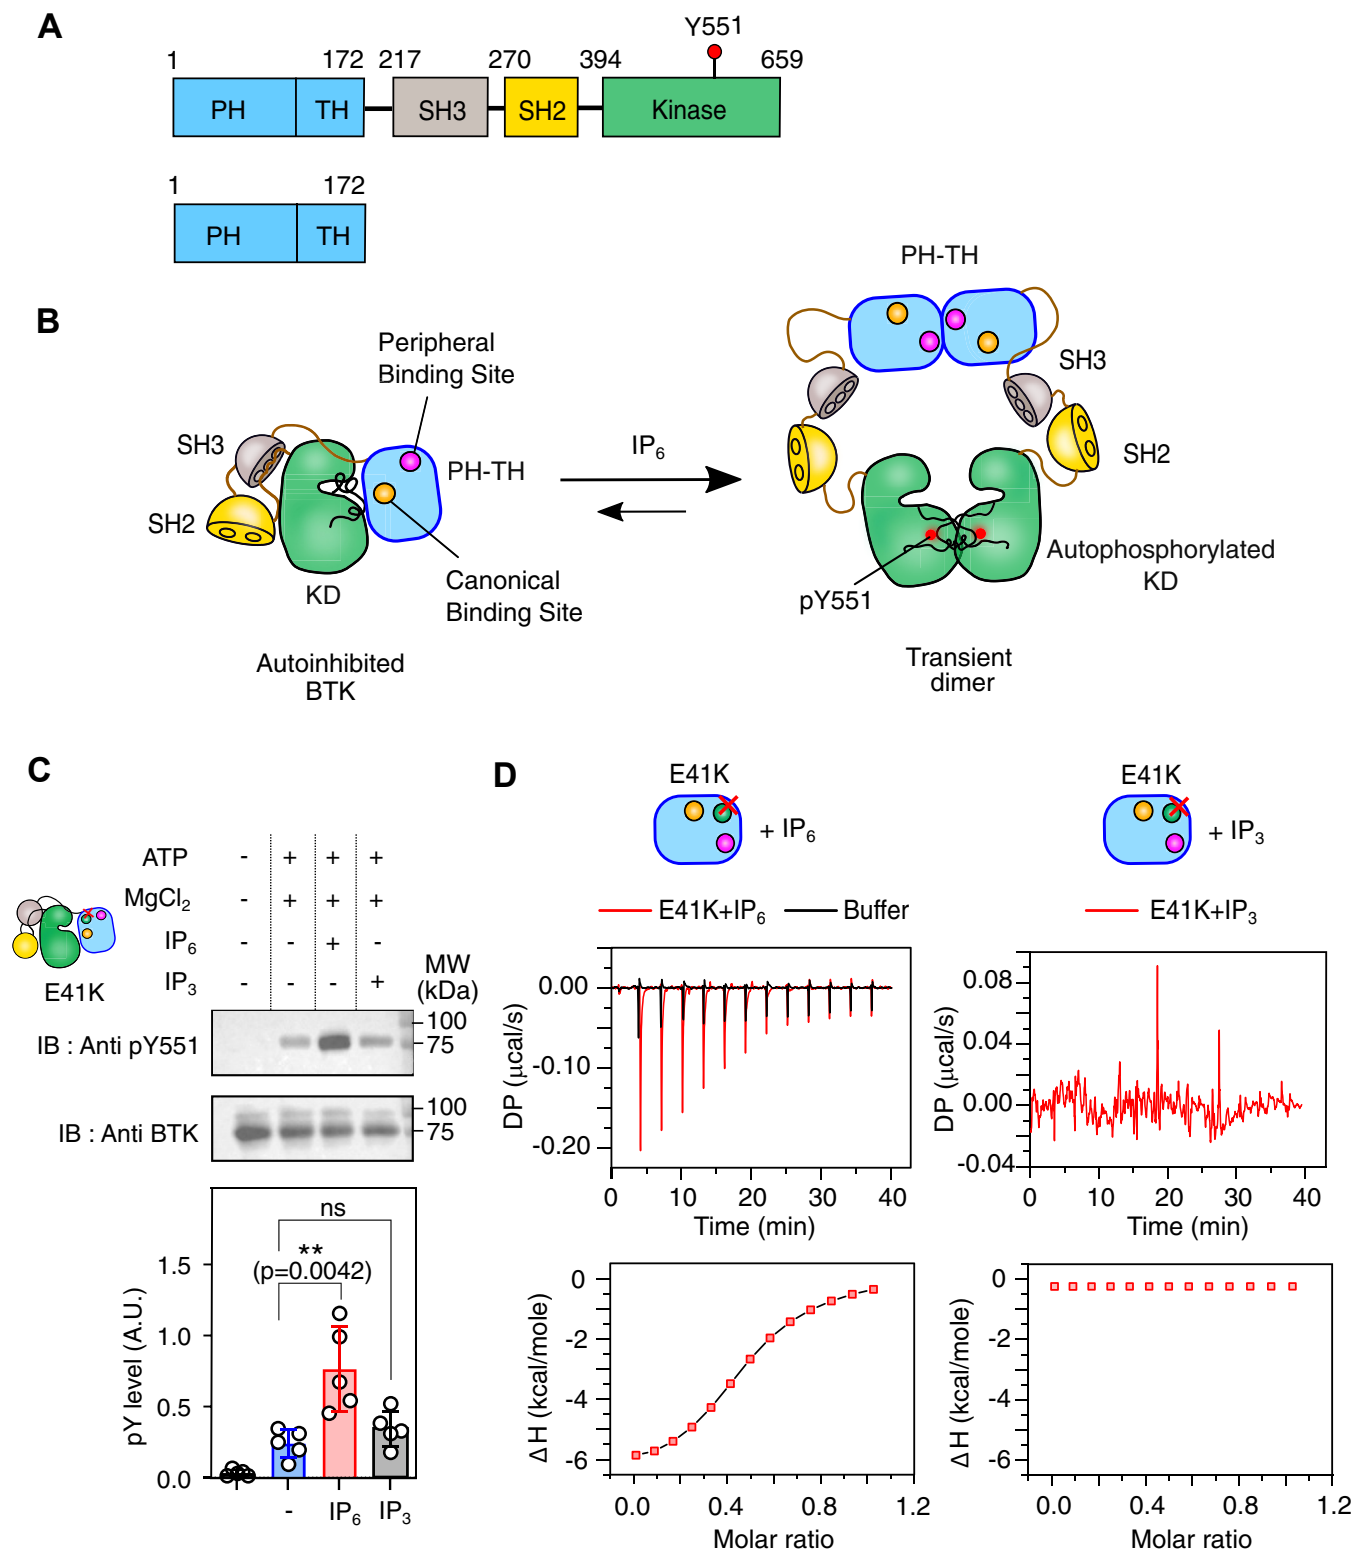 A
Y551
1 172 217 270 394 659
PH TH SH3 SH2 Kinase
1 172
PH TH
B
PH-TH
Peripheral
Binding Site
SH3
SH3
IP6
PH-TH
SH2
SH2
KD
Canonical
Binding Site
pY551
Autophosphorylated
KD
Autoinhibited
BTK
Transient
dimer
C
ATP - + + +
MgCl2 - + + +
IP6 - - + -
IP3 - - - +
E41K
MW
(kDa)
IB : Anti pY551
100
75
IB : Anti BTK
100
75
ns
**
(p=0.0042)
pY level (A.U.)
1.5
1.0
0.5
0.0
- IP6 IP3
D
E41K
+ IP6
E41K+IP6 Buffer
DP (μcal/s)
0.00
-0.10
-0.20
0 10 20 30 40
Time (min)
ΔH (kcal/mole)
0
-2
-4
-6
0.0 0.4 0.8 1.2
Molar ratio
E41K
+ IP3
E41K+IP3
DP (μcal/s)
0.08
0.04
0.00
-0.04
0 10 20 30 40
Time (min)
ΔH (kcal/mole)
0
-2
-4
-6
0.0 0.4 0.8 1.2
Molar ratio